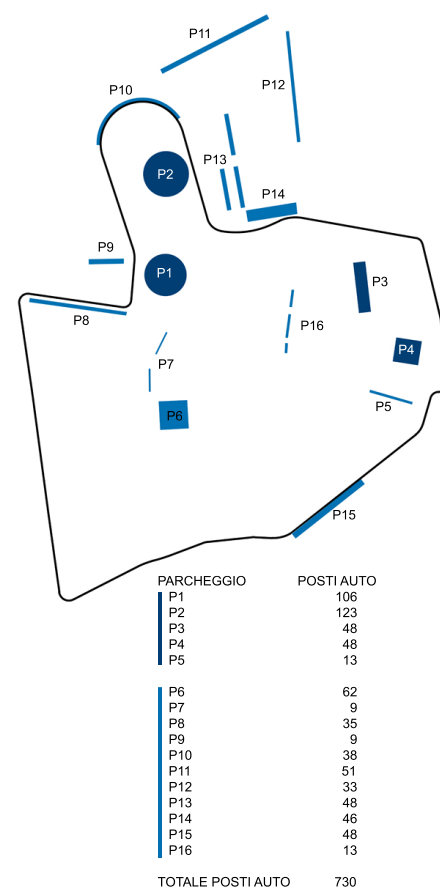 P11
P12
P10
P13
P2
P14
P9
P1
P3
P8
P16
P4
P7
P5
P6
P15
PARCHEGGIO POSTI AUTO
P1 106
P2 123
P3 48
P4 48
P5 13
P6 62
P7 9
P8 35
P9 9
P10 38
P11 51
P12 33
P13 48
P14 46
P15 48
P16 13
TOTALE POSTI AUTO 730